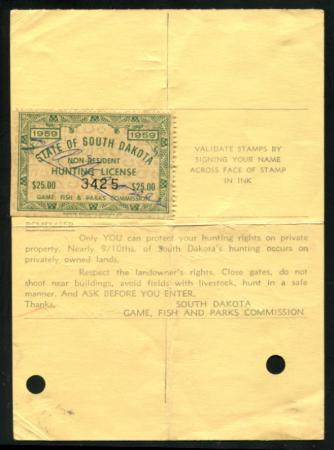 1959 1959
STATE OF SOUTH DAKOTA
NON-RESIDENT
HUNTING LICENSE
$25.00 3425 $25.00
GAME, FISH & PARKS COMMISSION
VALIDATE STAMPS BY
SIGNING YOUR NAME
ACROSS FACE OF STAMP
IN INK
REMEMBER
Only YOU can protect your hunting rights on private
property. Nearly 9/10ths. of South Dakota's hunting occurs on
privately owned lands.
Respect the landowner's rights. Close gates, do not
shoot near buildings, avoid fields with livestock, hunt in a safe
manner. And ASK BEFORE YOU ENTER.
Thanks, SOUTH DAKOTA
GAME, FISH AND PARKS COMMISSION